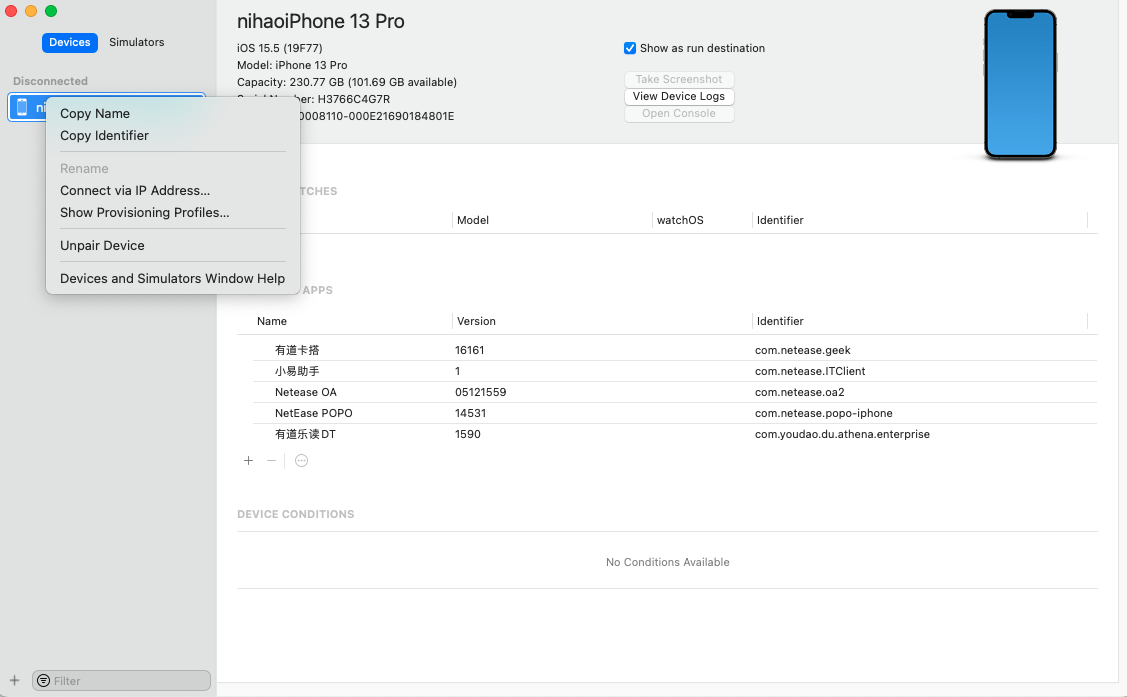 Devices
Simulators
Disconnected
ni
Copy Name
Copy Identifier
Rename
Connect via IP Address...
Show Provisioning Profiles...
Unpair Device
Devices and Simulators Window Help
Filter
nihaoiPhone 13 Pro
iOS 15.5 (19F77)
Model: iPhone 13 Pro
Capacity: 230.77 GB (101.69 GB available)
Serial Number: H3766C4G7R
0008110-000E21690184801E
Show as run destination
Take Screenshot
View Device Logs
Open Console
TCHES
Model watchOS Identifier
APPS
Name Version Identifier
有道卡搭 16161 com.netease.geek
小易助手 1 com.netease.ITClient
Netease OA 05121559 com.netease.oa2
NetEase POPO 14531 com.netease.popo-iphone
有道乐读DT 1590 com.youdao.du.athena.enterprise
DEVICE CONDITIONS
No Conditions Available